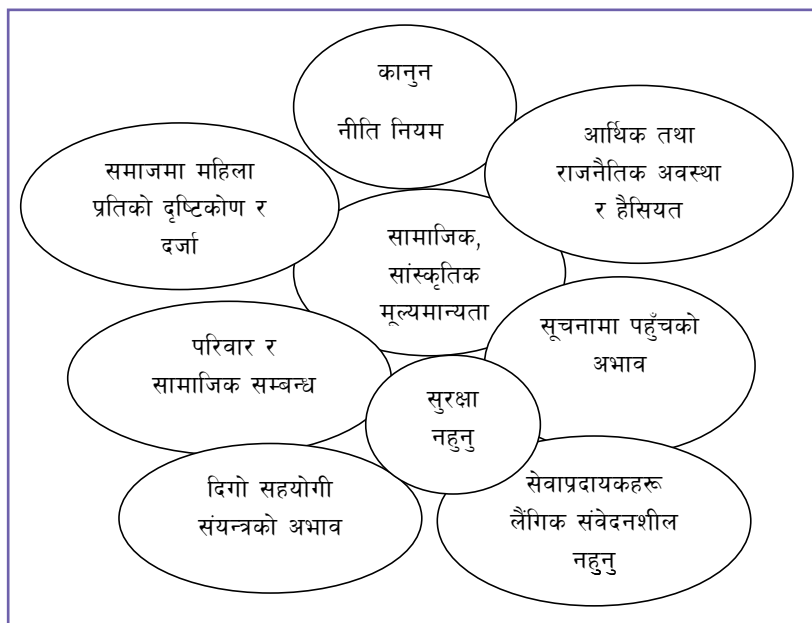 कानुन
नीति नियम
आर्थिक तथा
राजनैतिक अवस्था
र हैसियत
समाजमा महिला
प्रतिको दृष्टिकोण र
दर्जा
सामाजिक,
सांस्कृतिक
मूल्यमान्यता
सूचनामा पहुँचको
अभाव
परिवार र
सामाजिक सम्बन्ध
सुरक्षा
नहुनु
दिगो सहयोगी
संयन्त्रको अभाव
सेवाप्रदायकहरू
लैंगिक संवेदनशील
नहुनु